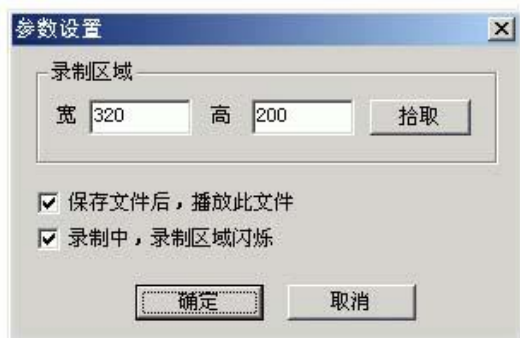 参数设置
录制区域
宽 320 高 200 拾取
保存文件后，播放此文件
录制中，录制区域闪烁
确定 取消